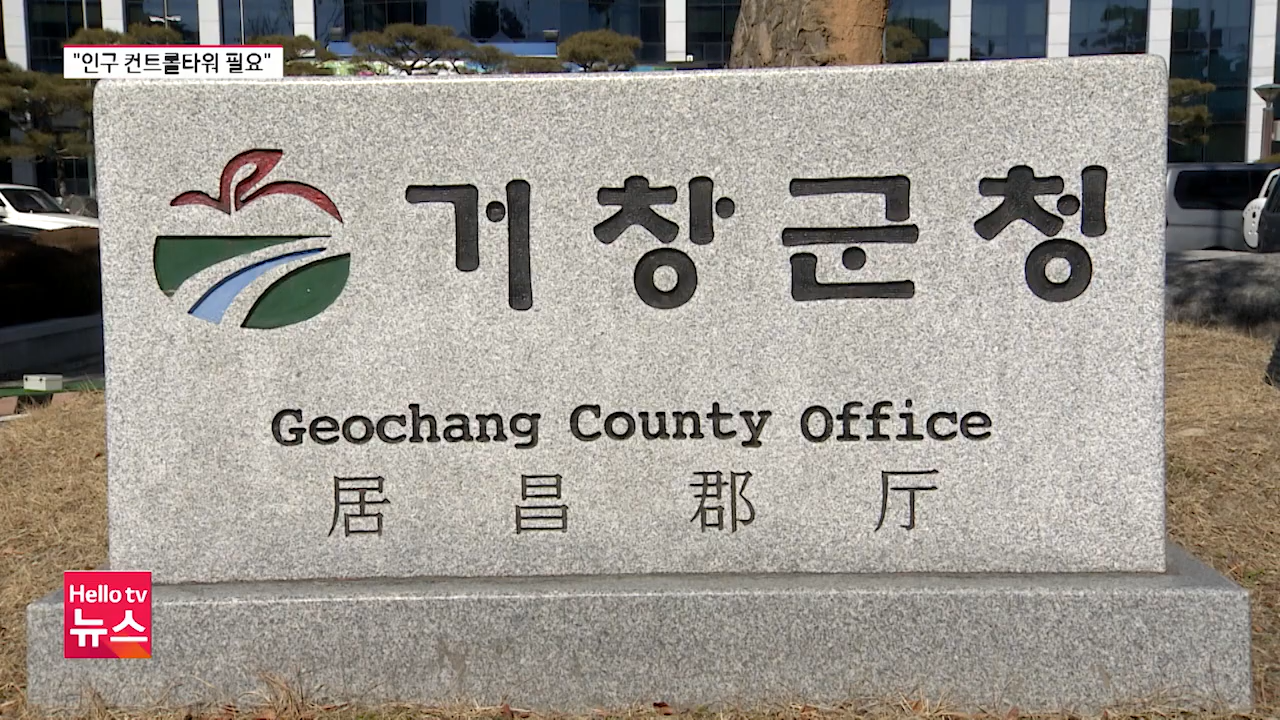 "인구 컨트롤타워 필요"
거창군청
Geochang County Office
居昌郡庁
Hello tv
뉴스